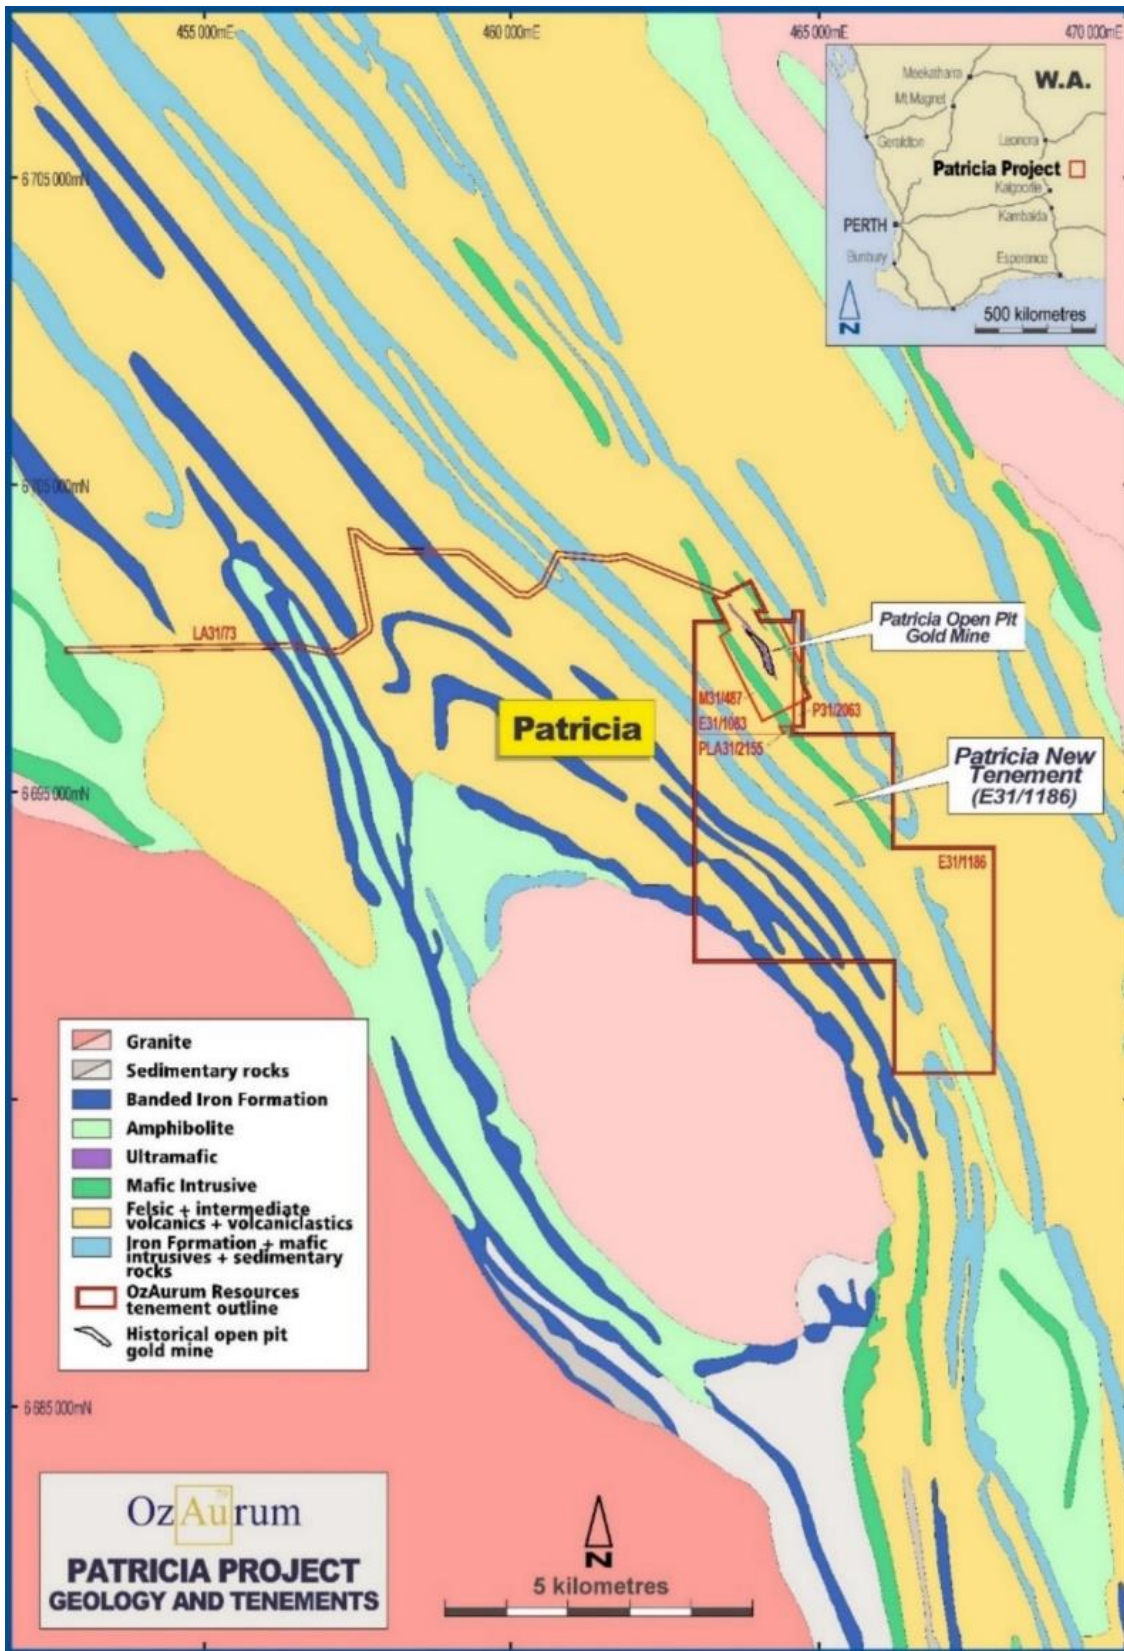 455 000mE
460 000mE
465 000mE
470 000mE
W.A.
Meekatharra
Mt Magnet
Geraldton
Leonora
Patricia Project
Kalgoorlie
Kambalda
PERTH
Bunbury
Esperance
N
500 kilometres
6 705 000mN
6 705 000mN
LA31/73
Patricia Open Pit
Gold Mine
M31/487
P31/2063
E31/1083
PLA31/2155
Patricia
Patricia New
Tenement
(E31/1186)
6 695 000mN
E31/1186
Granite
Sedimentary rocks
Banded Iron Formation
Amphibolite
Ultramafic
Mafic Intrusive
Felsic + intermediate
volcanics + volcaniclastics
Iron Formation + mafic
intrusives + sedimentary
rocks
OzAurum Resources
tenement outline
Historical open pit
gold mine
6 685 000mN
79
OzAurum
PATRICIA PROJECT
GEOLOGY AND TENEMENTS
N
5 kilometres